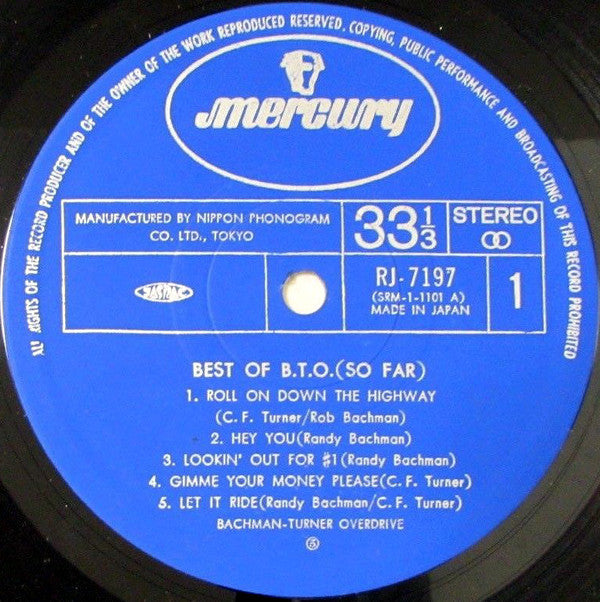 ALL RIGHTS OF THE RECORD PRODUCER AND OF THE OWNER OF THE WORK REPRODUCED RESERVED. COPYING, PUBLIC PERFORMANCE AND BROADCASTING OF THIS RECORD PROHIBITED
mercury
MANUFACTURED BY NIPPON PHONOGRAM
CO. LTD., TOKYO
33 1/3
STEREO
RJ-7197
(SRM-1-1101 A)
MADE IN JAPAN
1
BEST OF B.T.O.(SO FAR)
1. ROLL ON DOWN THE HIGHWAY
(C. F. Turner/Rob Bachman)
2. HEY YOU(Randy Bachman)
3. LOOKIN' OUT FOR #1(Randy Bachman)
4. GIMME YOUR MONEY PLEASE(C. F. Turner)
5. LET IT RIDE(Randy Bachman/C. F. Turner)
BACHMAN-TURNER OVERDRIVE